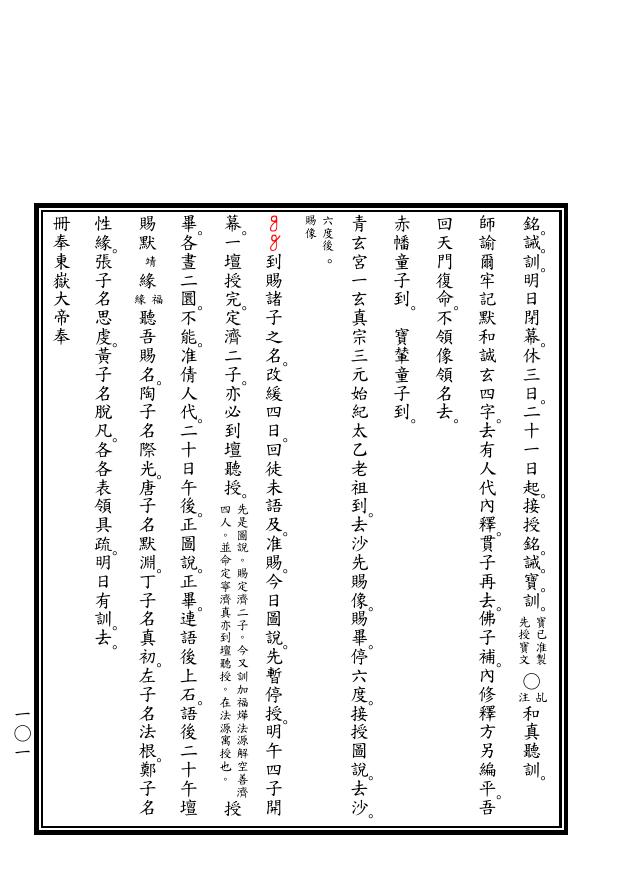 銘。誡。訓。明日閉幕。休三日。二十一日起。接授銘。誡。寶。訓。寶已准製先授寶文〇乩注和真聽訓。
師諭爾牢記默和誠玄四字。去有人代內釋。貫子再去。佛子補。內修釋方另編平。吾
回天門復命。不領像領名去。
赤幡童子到。 寶輦童子到。
青玄宮一玄真宗三元始紀太乙老祖到。去沙先賜像。賜畢。停六度。接授圖說。去沙。
六度後。賜像
到賜諸子之名。改緩四日。回徒未語及。准賜。今日圖說。先暫停授。明午四子開
幕。一壇授完。定濟二子。亦必到壇聽授。先是圖說。賜定濟二子。今又訓加福燁法源解空善濟四人。並命定寧濟真亦到壇聽授。在法源寓授也。授
畢。各晝二圜。不能。准倩人代。二十日午後。正圖說。正畢。連語後上石。語後二十午壇
賜默靖緣福緣聽吾賜名。陶子名際光。唐子名默淵。丁子名真初。左子名法根。鄭子名
性緣。張子名思虔。黃子名脫凡。各各表領具疏。明日有訓。去。
冊奉東嶽大帝奉
一〇一